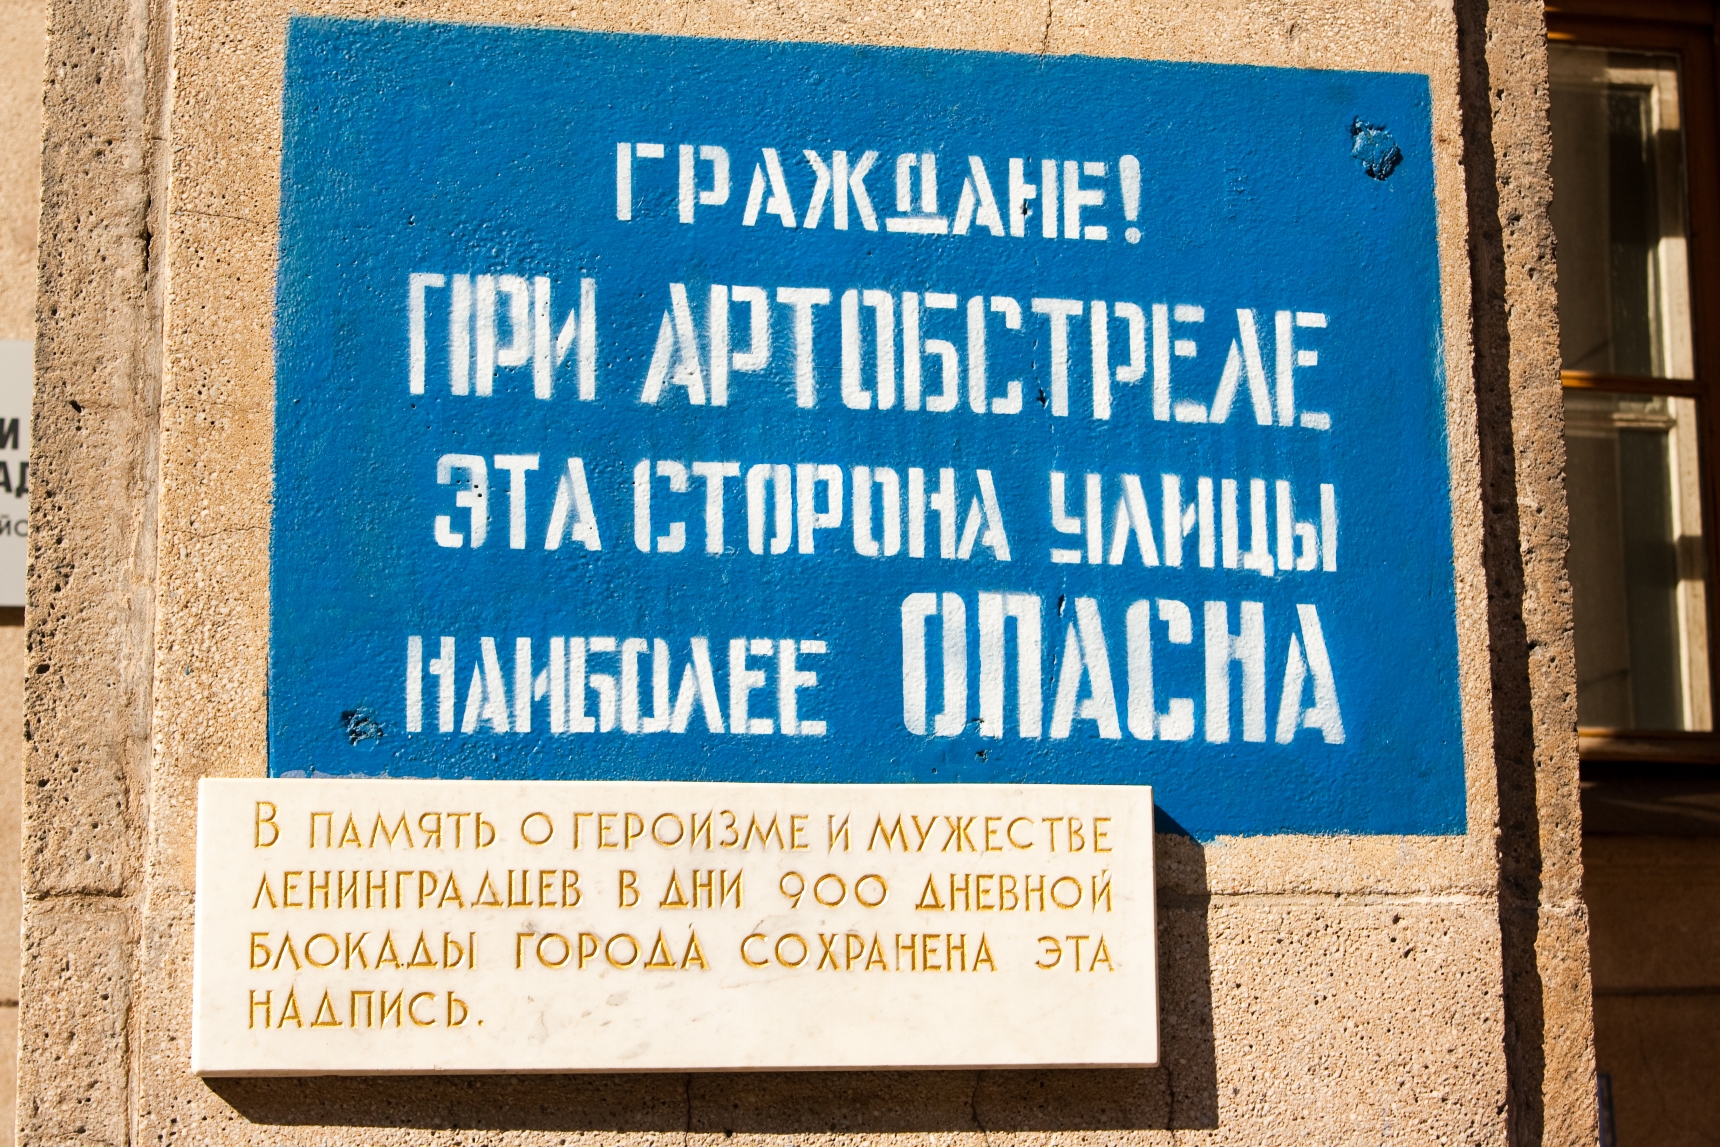 ГРАЖДАНЕ!
ПРИ АРТОБСТРЕЛЕ
ЭТА СТОРОНА УЛИЦЫ
НАИБОЛЕЕ ОПАСНА
В ПАМЯТЬ О ГЕРОИЗМЕ И МУЖЕСТВЕ
ЛЕНИНГРАДЦЕВ В ДНИ 900 ДНЕВНОЙ
БЛОКАДЫ ГОРОДА СОХРАНЕНА ЭТА
НАДПИСЬ.